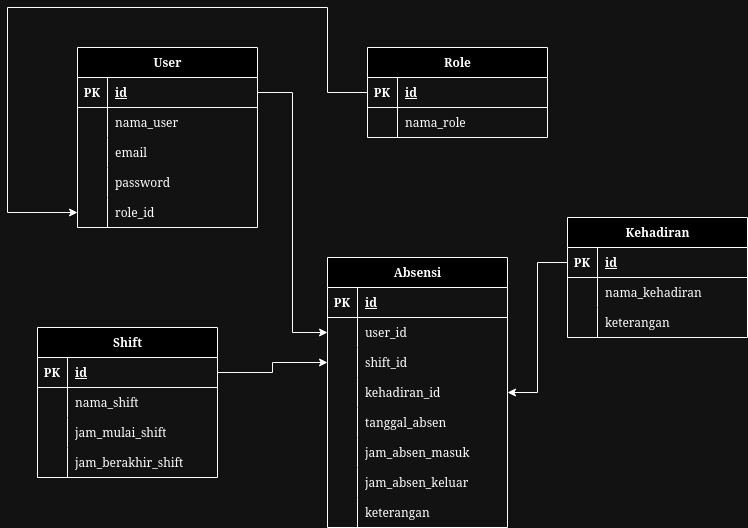 User
PK id
nama_user
email
password
role_id
Role
PK id
nama_role
Kehadiran
PK id
nama_kehadiran
keterangan
Absensi
PK id
user_id
shift_id
kehadiran_id
tanggal_absen
jam_absen_masuk
jam_absen_keluar
keterangan
Shift
PK id
nama_shift
jam_mulai_shift
jam_berakhir_shift